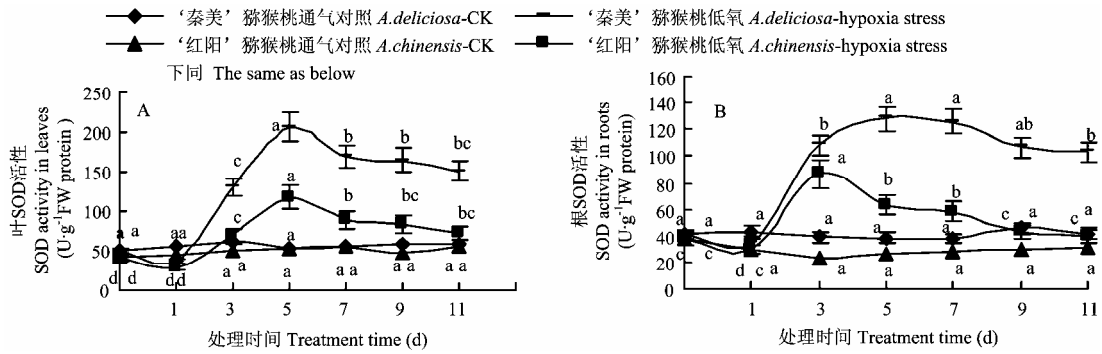 ‘秦美’猕猴桃通气对照 A.deliciosa-CK
‘秦美’猕猴桃低氧 A.deliciosa-hypoxia stress
‘红阳’猕猴桃通气对照 A.chinensis-CK
‘红阳’猕猴桃低氧 A.chinensis-hypoxia stress
下同 The same as below
A
叶SOD活性
SOD activity in leaves
(U·g⁻¹FW protein )
250
200
150
100
50
0
a a aa c a b b bc
c a b bc bc
d d d d a a a a a a a a
1 3 5 7 9 11
处理时间 Treatment time (d)
B
根SOD活性
SOD activity in roots
(U·g⁻¹FW protein)
160
140
120
100
80
60
40
20
0
b a a ab b
a b b c c
a a a a a a a a
c c d c a a a a a
1 3 5 7 9 11
处理时间 Treatment time (d)